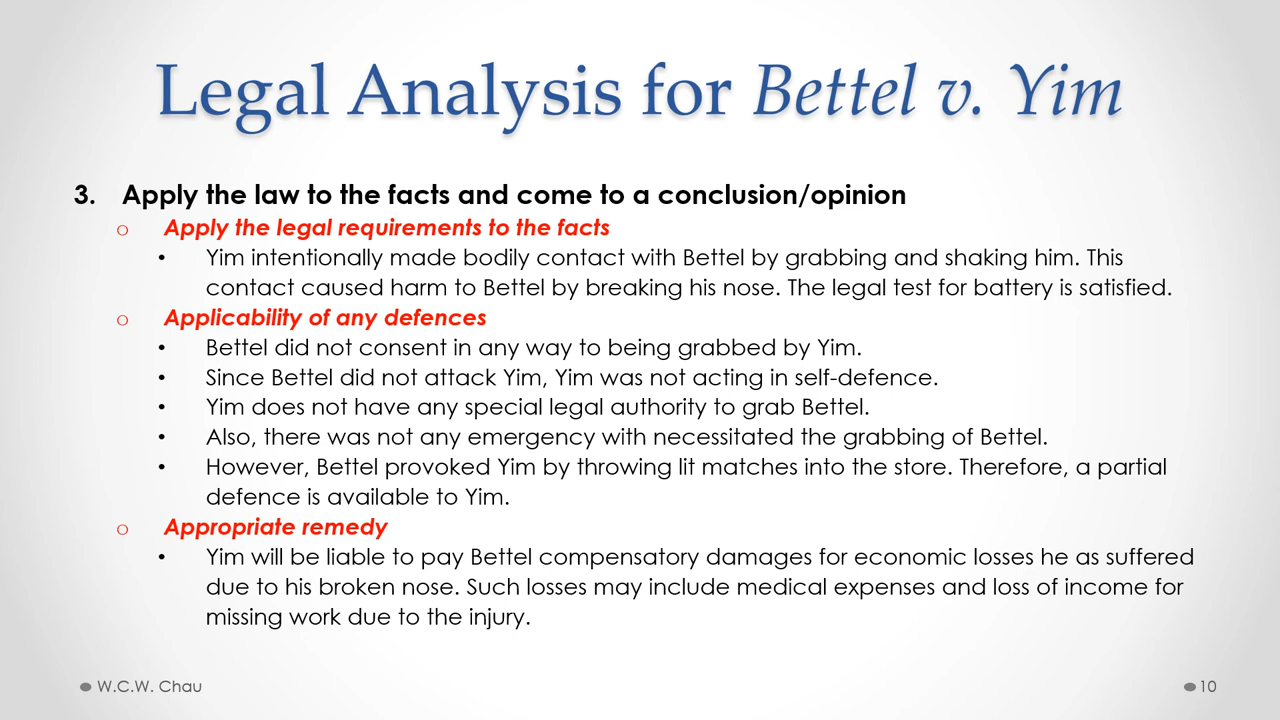 Legal Analysis for Bettel v. Yim
3. Apply the law to the facts and come to a conclusion/opinion
o Apply the legal requirements to the facts
• Yim intentionally made bodily contact with Bettel by grabbing and shaking him. This
contact caused harm to Bettel by breaking his nose. The legal test for battery is satisfied.
o Applicability of any defences
• Bettel did not consent in any way to being grabbed by Yim.
• Since Bettel did not attack Yim, Yim was not acting in self-defence.
• Yim does not have any special legal authority to grab Bettel.
• Also, there was not any emergency with necessitated the grabbing of Bettel.
• However, Bettel provoked Yim by throwing lit matches into the store. Therefore, a partial
defence is available to Yim.
o Appropriate remedy
• Yim will be liable to pay Bettel compensatory damages for economic losses he as suffered
due to his broken nose. Such losses may include medical expenses and loss of income for
missing work due to the injury.
W.C.W. Chau
10